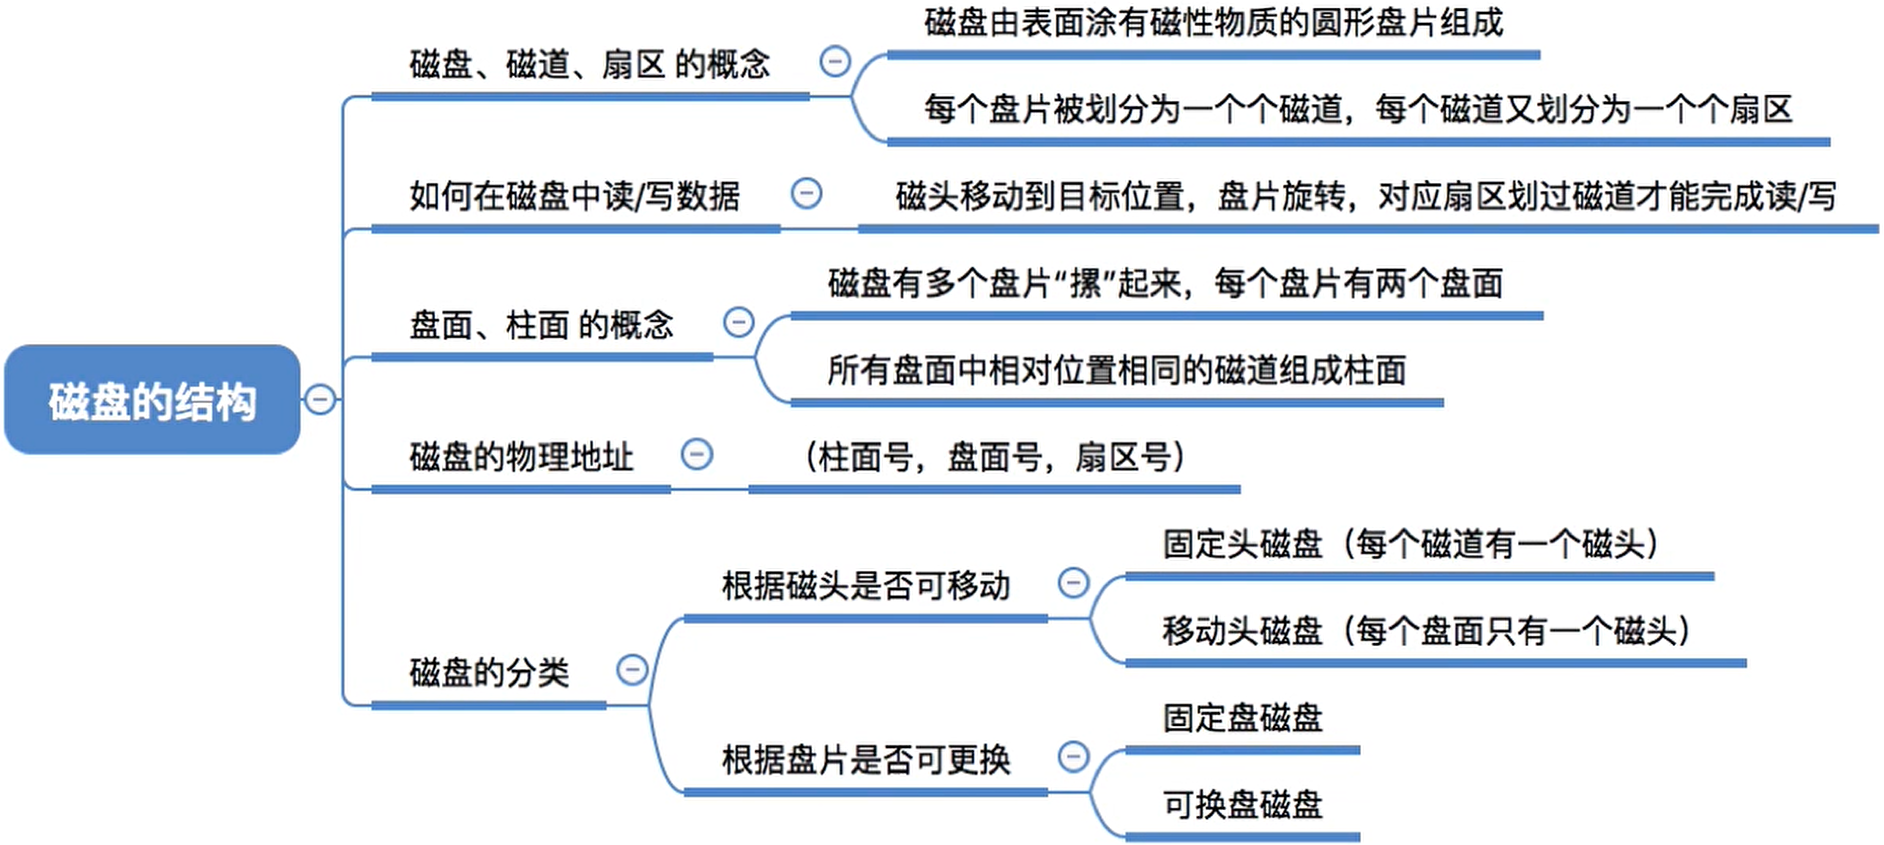 磁盘的结构
磁盘、磁道、扇区 的概念
磁盘由表面涂有磁性物质的圆形盘片组成
每个盘片被划分为一个个磁道，每个磁道又划分为一个个扇区
如何在磁盘中读/写数据
磁头移动到目标位置，盘片旋转，对应扇区划过磁道才能完成读/写
盘面、柱面 的概念
磁盘有多个盘片“摞”起来，每个盘片有两个盘面
所有盘面中相对位置相同的磁道组成柱面
磁盘的物理地址
（柱面号，盘面号，扇区号）
磁盘的分类
根据磁头是否可移动
固定头磁盘（每个磁道有一个磁头）
移动头磁盘（每个盘面只有一个磁头）
根据盘片是否可更换
固定盘磁盘
可换盘磁盘